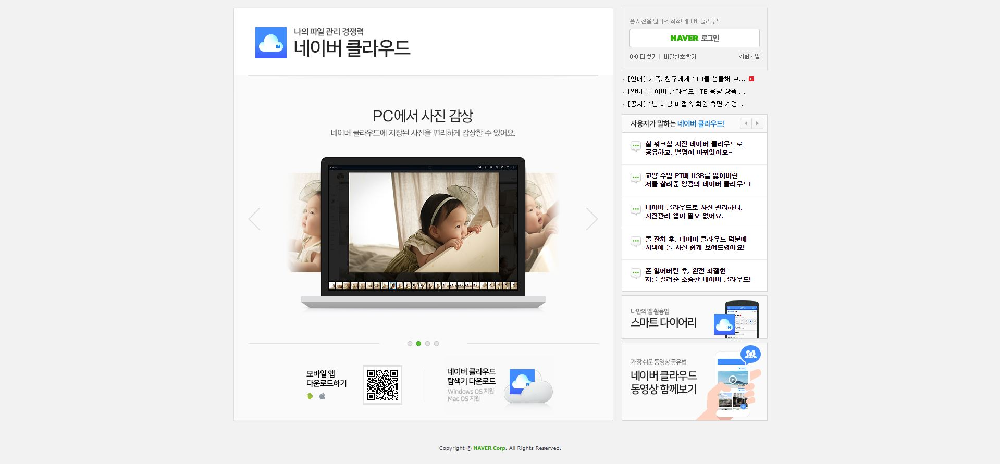 나의 파일 관리 경쟁력
네이버 클라우드
PC에서 사진 감상
네이버 클라우드에 저장된 사진을 편리하게 감상할 수 있어요.
모바일 앱
다운로드하기
네이버 클라우드
탐색기 다운로드
Windows OS 지원
Mac OS 지원
폰 사진을 알아서 척척! 네이버 클라우드
NAVER 로그인
아이디 찾기
비밀번호 찾기
회원가입
[안내] 가족, 친구에게 1TB를 선물해 보...
[안내] 네이버 클라우드 1TB 용량 상품 ...
[공지] 1년 이상 미접속 회원 휴면 계정 ...
사용자가 말하는 네이버 클라우드!
실 워크샵 사진 네이버 클라우드로
공유하고, 별명이 바뀌었어요~
교양 수업 PT때 USB를 잃어버린
저를 살려준 영광의 네이버 클라우드!
네이버 클라우드로 사진 관리하니,
사진관리 앱이 필요 없어요.
돌 잔치 후, 네이버 클라우드 덕분에
시댁에 돌 사진 쉽게 보여드렸어요!
폰 잃어버린 후, 완전 좌절한
저를 살려준 소중한 네이버 클라우드!
나만의 앱 활용법
스마트 다이어리
가장 쉬운 동영상 공유법
네이버 클라우드
동영상 함께보기
Copyright ⓒ NAVER Corp. All Rights Reserved.